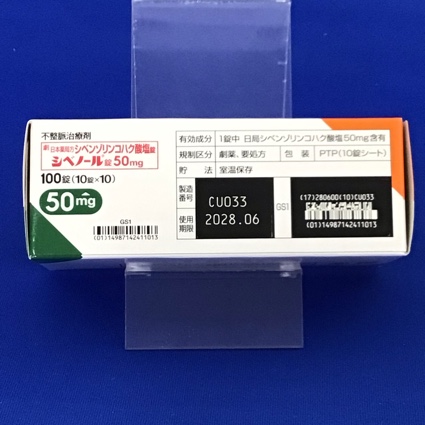 不整脈治療剤
日本薬局方 シベンゾリンコハク酸塩錠
シベノール錠50mg
100錠(10錠×10)
50mg
GS1
(01)14987142411013
有効成分 1錠中 日局シベンゾリンコハク酸塩50mg含有
規制区分 劇薬、要処方 包装 PTP(10錠シート)
貯法 室温保存
製造番号 CU033
使用期限 2028.06
GS1
(17)280600(10)CU033
(01)14987142411013